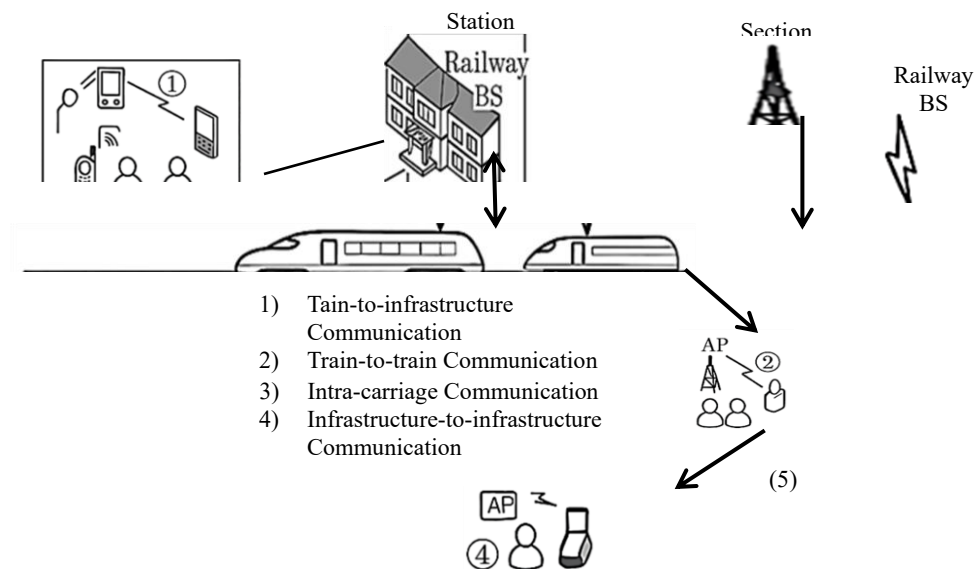 Station
Section
Railway
BS
Railway
BS
①
1) Tain-to-infrastructure
Communication
2) Train-to-train Communication
3) Intra-carriage Communication
4) Infrastructure-to-infrastructure
Communication
AP
②
(5)
AP
④